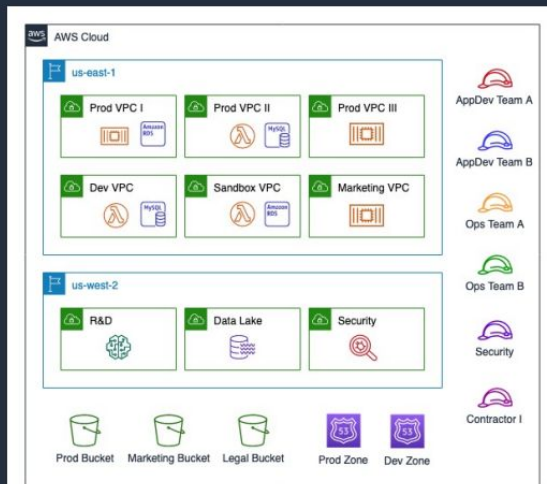 aws
AWS Cloud
us-east-1
Prod VPC I
Prod VPC II
Prod VPC III
Amazon
RDS
MySQL
Dev VPC
Sandbox VPC
Marketing VPC
MySQL
Amazon
RDS
us-west-2
R&D
Data Lake
Security
Prod Bucket
Marketing Bucket
Legal Bucket
53
Prod Zone
53
Dev Zone
AppDev Team A
AppDev Team B
Ops Team A
Ops Team B
Security
Contractor I